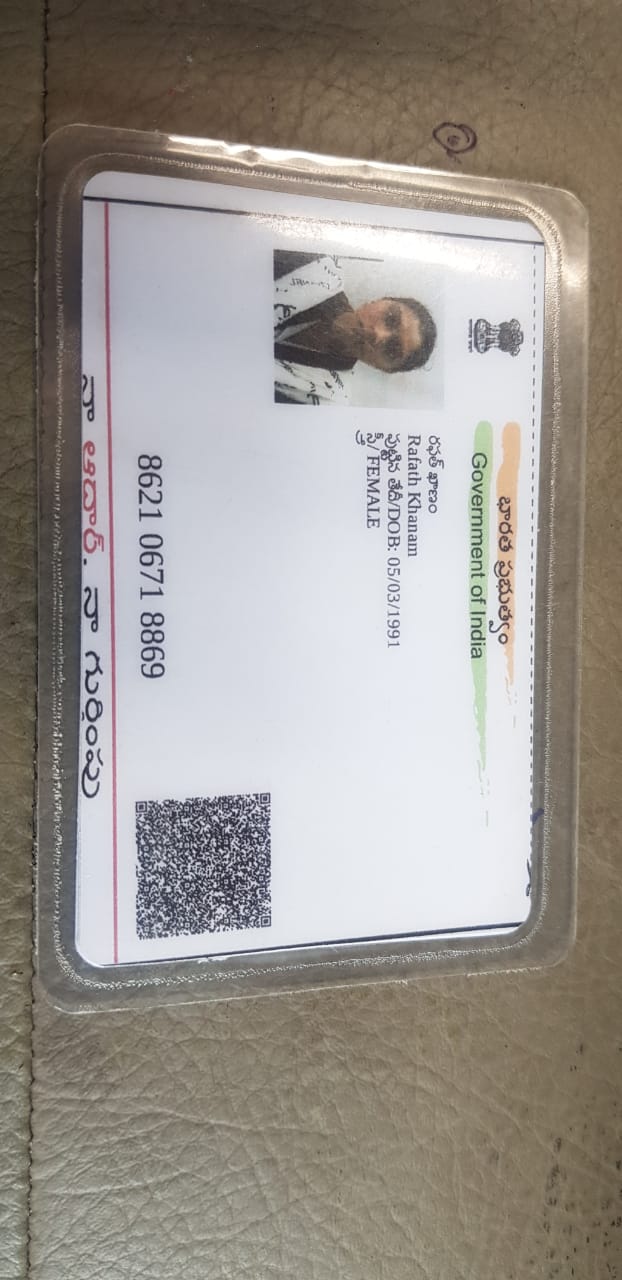 భారత ప్రభుత్వం
Government of India
రఫత్ ఖాణం
Rafath Khanam
పుట్టిన తేదీ/DOB: 05/03/1991
స్త్రీ/ FEMALE
8621 0671 8869
నా ఆధార్. నా గుర్తింపు